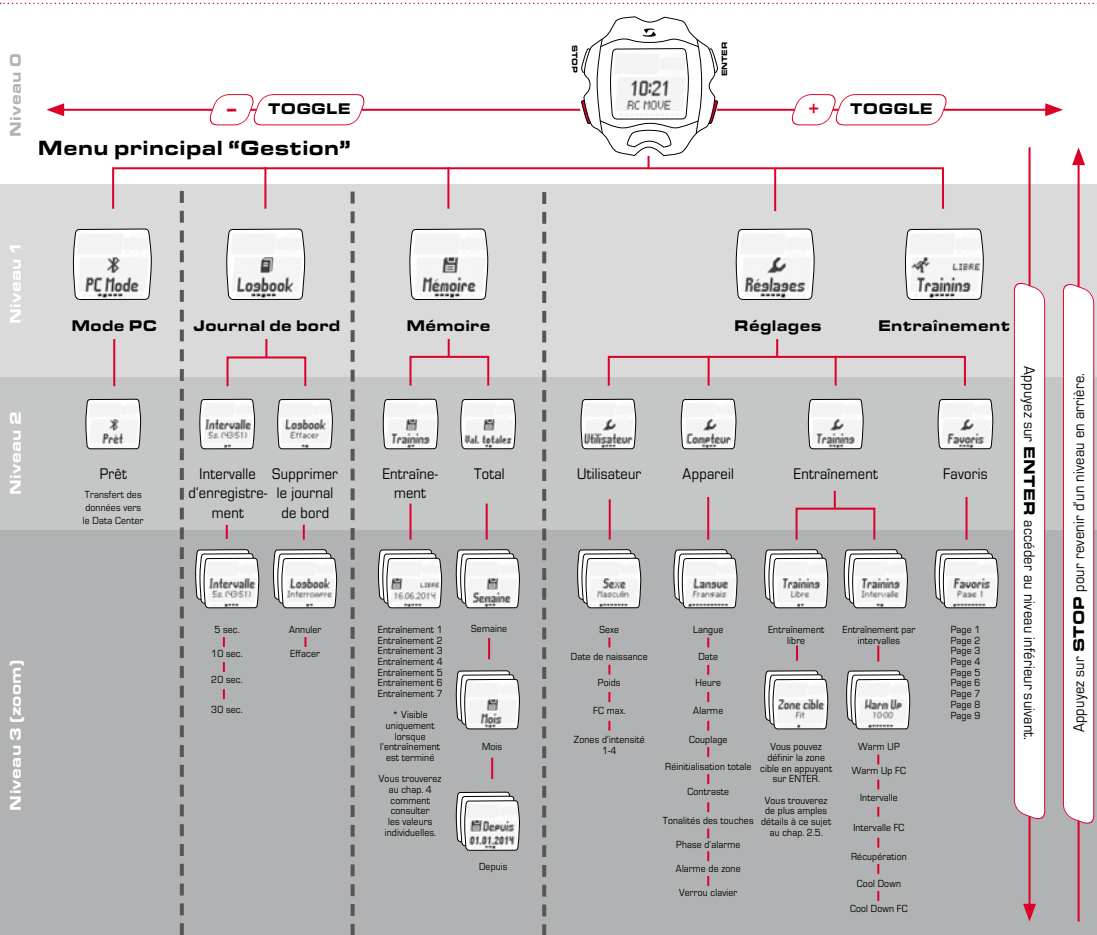 Niveau 0
STOP
ENTER
10:21
RC MOVE
- TOGGLE
+ TOGGLE
Menu principal “Gestion”
Niveau 1
PC Mode
Logbook
Mémoire
Réglages
LIBRE
Training
Mode PC
Journal de bord
Mémoire
Réglages
Entraînement
Niveau 2
Prêt
Intervalle
5s. (43:51)
Logbook
Effacer
Training
Val. totales
Utilisateur
Compteur
Training
Favoris
Prêt
Transfert des
données vers
le Data Center
Intervalle
d'enregistre-
ment
Supprimer
le journal
de bord
Entraîne-
ment
Total
Utilisateur
Appareil
Entraînement
Favoris
Niveau 3 (zoom)
Intervalle
5s. (43:51)
5 sec.
10 sec.
20 sec.
30 sec.
Logbook
Interrompre
Annuler
Effacer
LIBRE
16.06.2014
Entraînement 1
Entraînement 2
Entraînement 3
Entraînement 4
Entraînement 5
Entraînement 6
Entraînement 7
* Visible
uniquement
lorsque
l'entraînement
est terminé
Vous trouverez
au chap. 4
comment
consulter
les valeurs
individuelles.
Semaine
Semaine
Mois
Mois
Depuis
01.01.2014
Depuis
Sexe
Masculin
Sexe
Date de naissance
Poids
FC max.
Zones d'intensité
1-4
Langue
Français
Langue
Date
Heure
Alarme
Couplage
Réinitialisation totale
Contraste
Tonalités des touches
Phase d'alarme
Alarme de zone
Verrou clavier
Training
Libre
Entraînement
libre
Zone cible
Fit
Vous pouvez
définir la zone
cible en appuyant
sur ENTER.
Vous trouverez
de plus amples
détails à ce sujet
au chap. 2.5.
Training
Intervalle
Entraînement par
intervalles
Warm Up
10:00
Warm UP
Warm Up FC
Intervalle
Intervalle FC
Récupération
Cool Down
Cool Down FC
Favoris
Page 1
Page 1
Page 2
Page 3
Page 4
Page 5
Page 6
Page 7
Page 8
Page 9
Appuyez sur ENTER accéder au niveau inférieur suivant.
Appuyez sur STOP pour revenir d'un niveau en arrière.